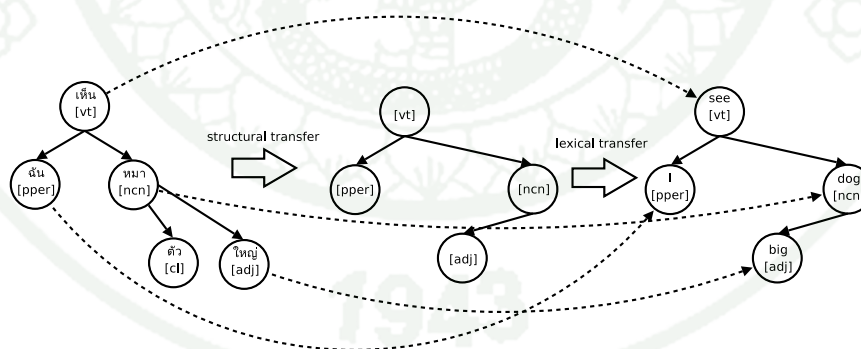 เห็น
[vt]
ฉัน
[pper]
หมา
[ncn]
ตัว
[cl]
ใหญ่
[adj]
structural transfer
[vt]
[pper]
[ncn]
[adj]
lexical transfer
see
[vt]
I
[pper]
dog
[ncn]
big
[adj]
1943